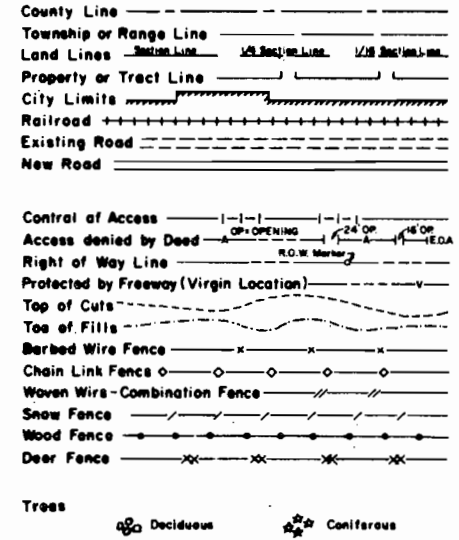 County Line
Township or Range Line
Land Lines Section Line 1/4 Section Line 1/16 Section Line
Property or Tract Line
City Limits
Railroad
Existing Road
New Road
Control of Access
Access denied by Deed A OP=OPENING 24' OP. A 16' OP. E.O.A
Right of Way Line R.O.W. Marker
Protected by Freeway (Virgin Location) V
Top of Cuts
Toe of Fills
Barbed Wire Fence
Chain Link Fence
Woven Wire-Combination Fence
Snow Fence
Wood Fence
Deer Fence
Trees
Deciduous Coniferous